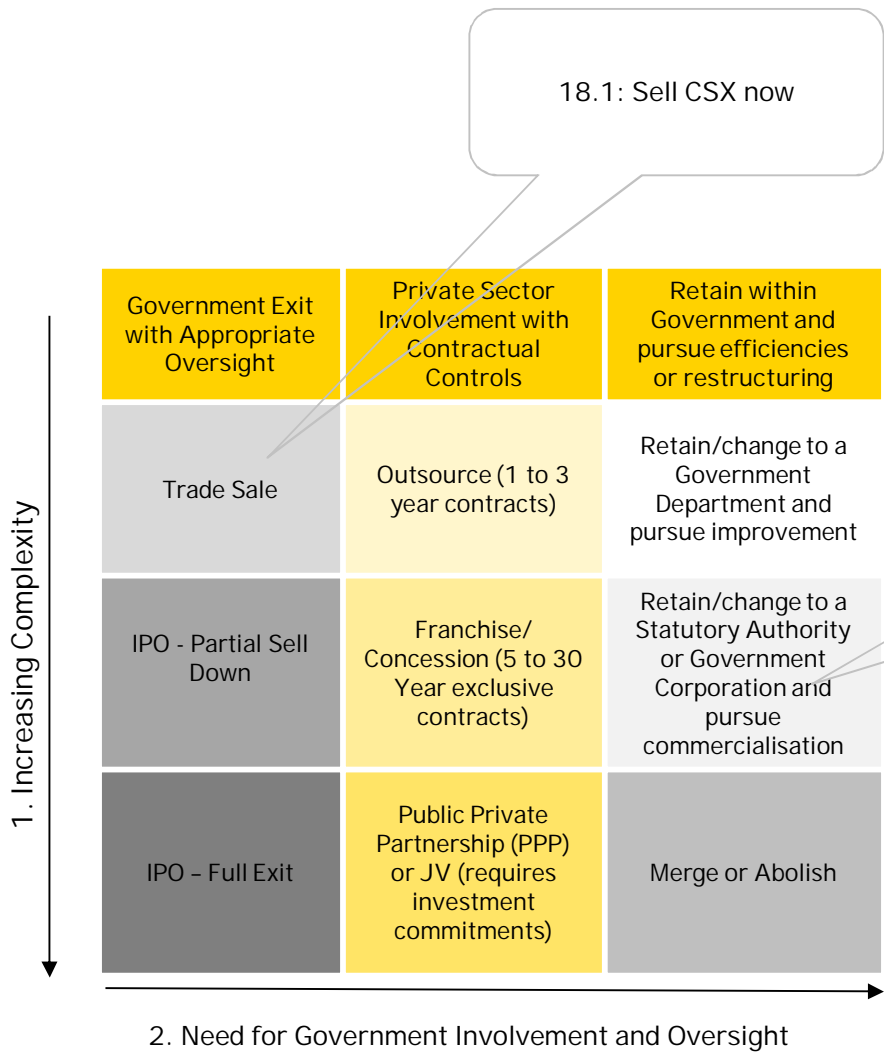 18.1: Sell CSX now
Government Exit
with Appropriate
Oversight
Private Sector
Involvement with
Contractual
Controls
Retain within
Government and
pursue efficiencies
or restructuring
Trade Sale
Outsource (1 to 3
year contracts)
Retain/change to a
Government
Department and
pursue improvement
IPO - Partial Sell
Down
Franchise/
Concession (5 to 30
Year exclusive
contracts)
Retain/change to a
Statutory Authority
or Government
Corporation and
pursue
commercialisation
IPO – Full Exit
Public Private
Partnership (PPP)
or JV (requires
investment
commitments)
Merge or Abolish
1. Increasing Complexity
2. Need for Government Involvement and Oversight